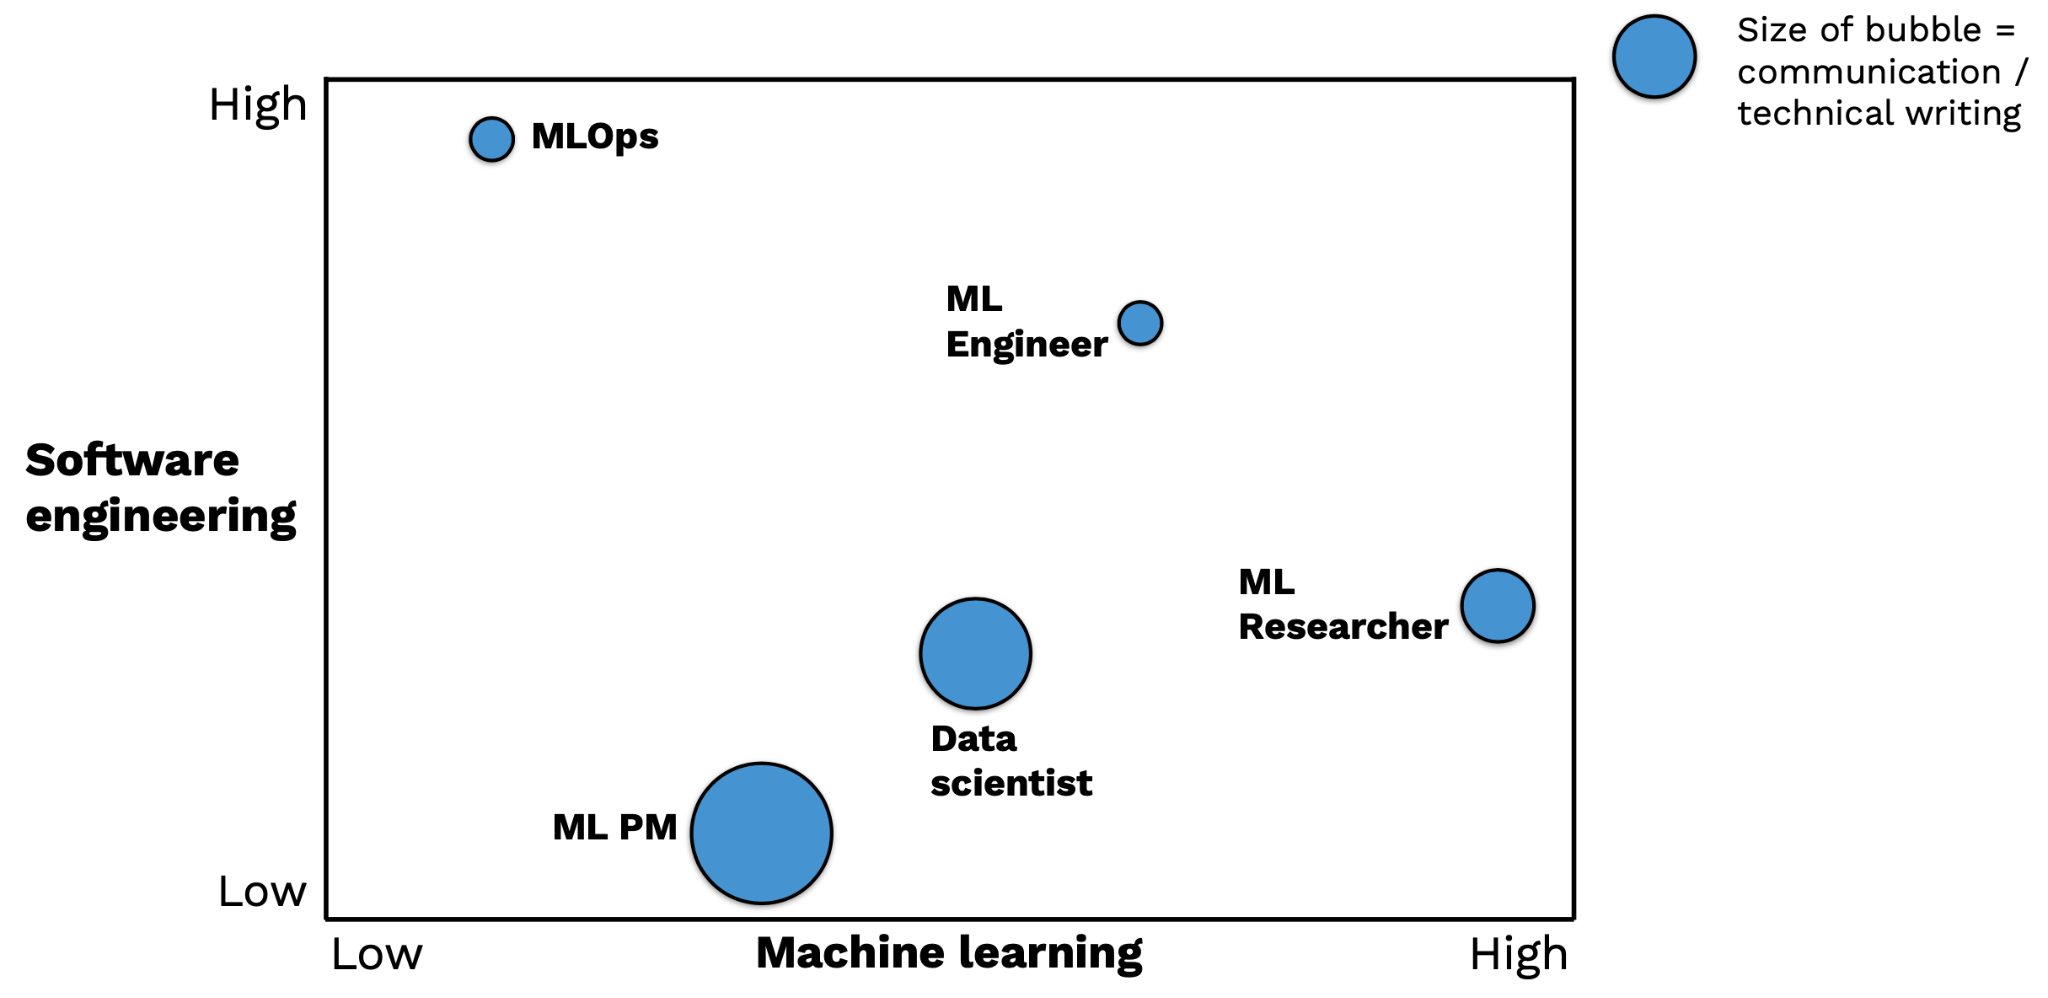 Size of bubble =
communication /
technical writing
High
MLOps
ML
Engineer
Software
engineering
ML
Researcher
Data
scientist
ML PM
Low
Low
Machine learning
High